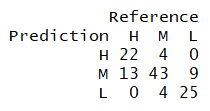 Reference
Prediction H M L
H 22 4 0
M 13 43 9
L 0 4 25